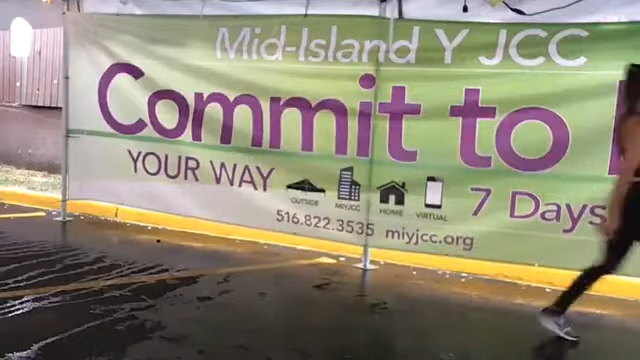 Mid-Island Y JCC
Commit to
YOUR WAY
OUTSIDE MIYJCC HOME VIRTUAL
7 Days
516.822.3535 miyjcc.org